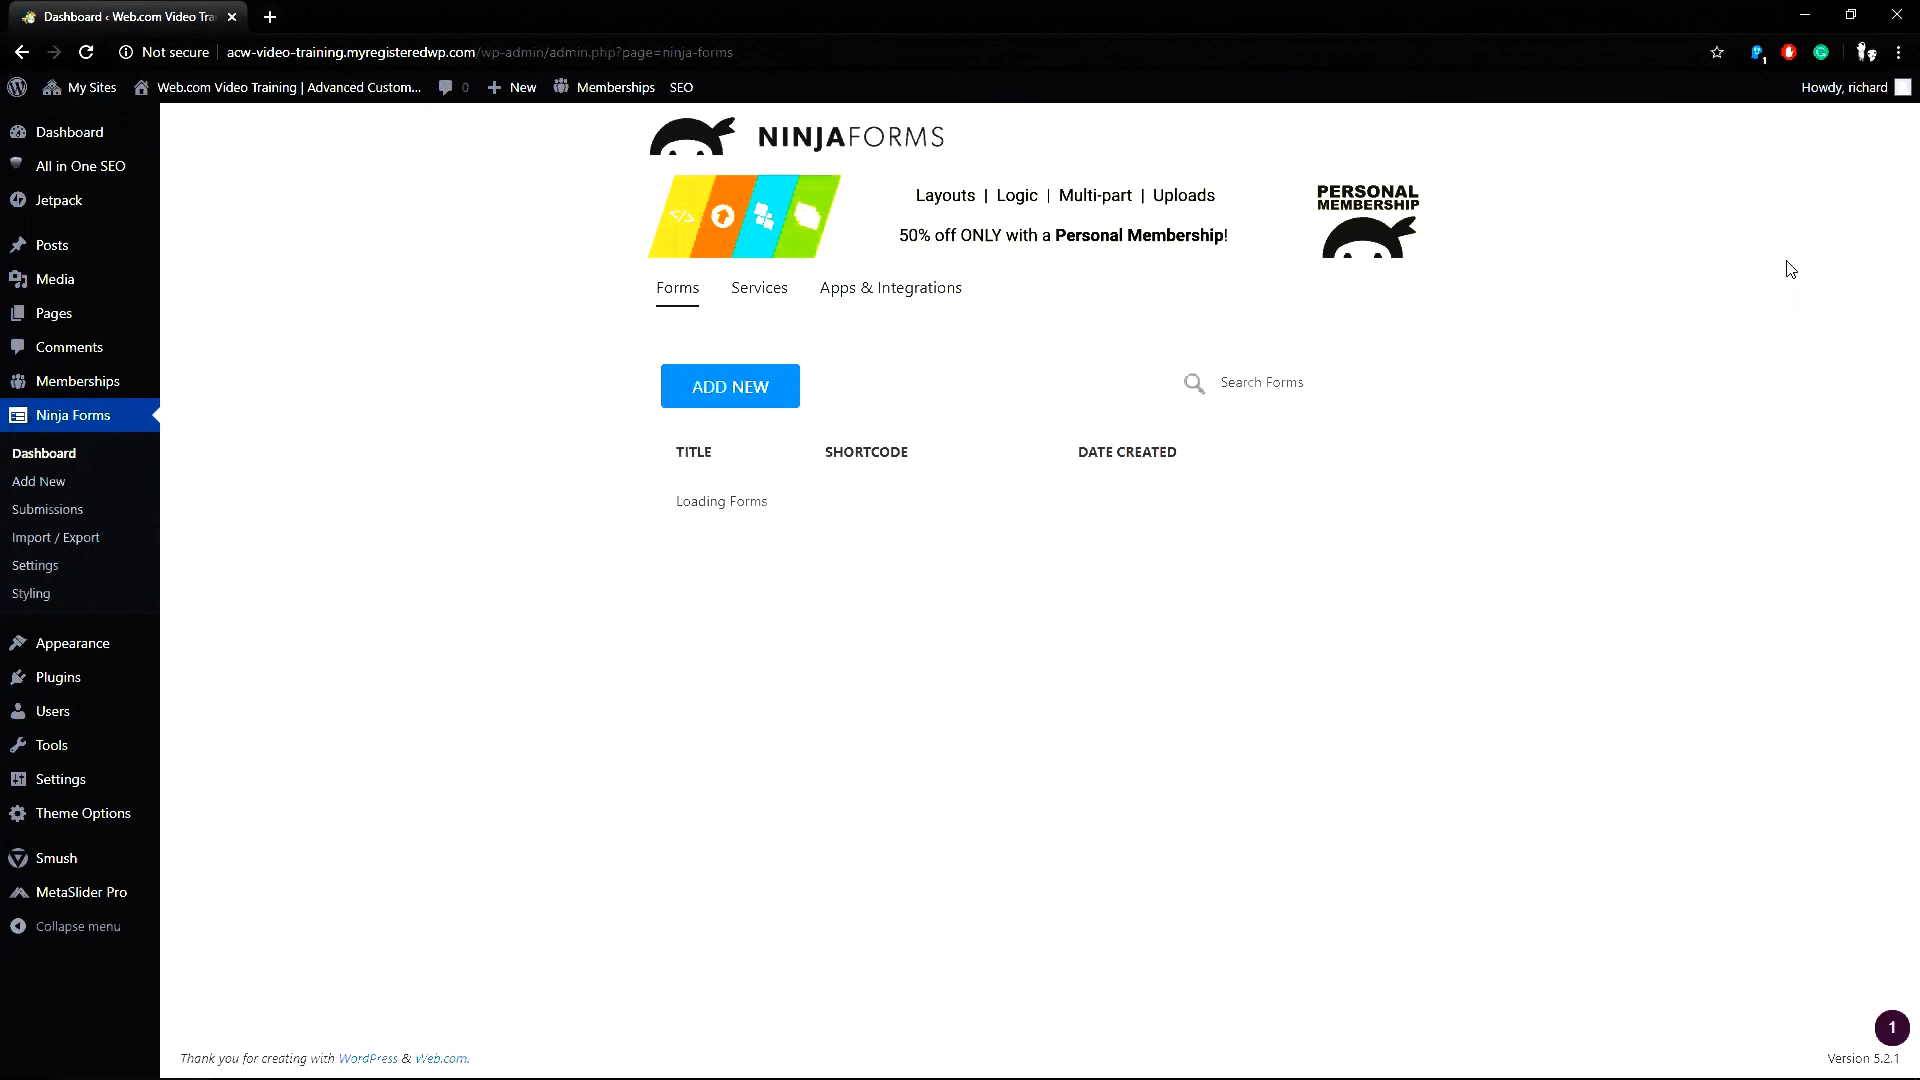 Dashboard ‹ Web.com Video Tra
Not secure
acw-video-training.myregisteredwp.com/wp-admin/admin.php?page=ninja-forms
1
My Sites
Web.com Video Training | Advanced Custom...
0
New
Memberships
SEO
Howdy, richard
Dashboard
All in One SEO
Jetpack
Posts
Media
Pages
Comments
Memberships
Ninja Forms
Dashboard
Add New
Submissions
Import / Export
Settings
Styling
Appearance
Plugins
Users
Tools
Settings
Theme Options
Smush
MetaSlider Pro
Collapse menu
NINJAFORMS
Layouts | Logic | Multi-part | Uploads
50% off ONLY with a Personal Membership!
PERSONAL
MEMBERSHIP
Forms
Services
Apps & Integrations
ADD NEW
Search Forms
TITLE
SHORTCODE
DATE CREATED
Loading Forms
1
Thank you for creating with WordPress & Web.com.
Version 5.2.1